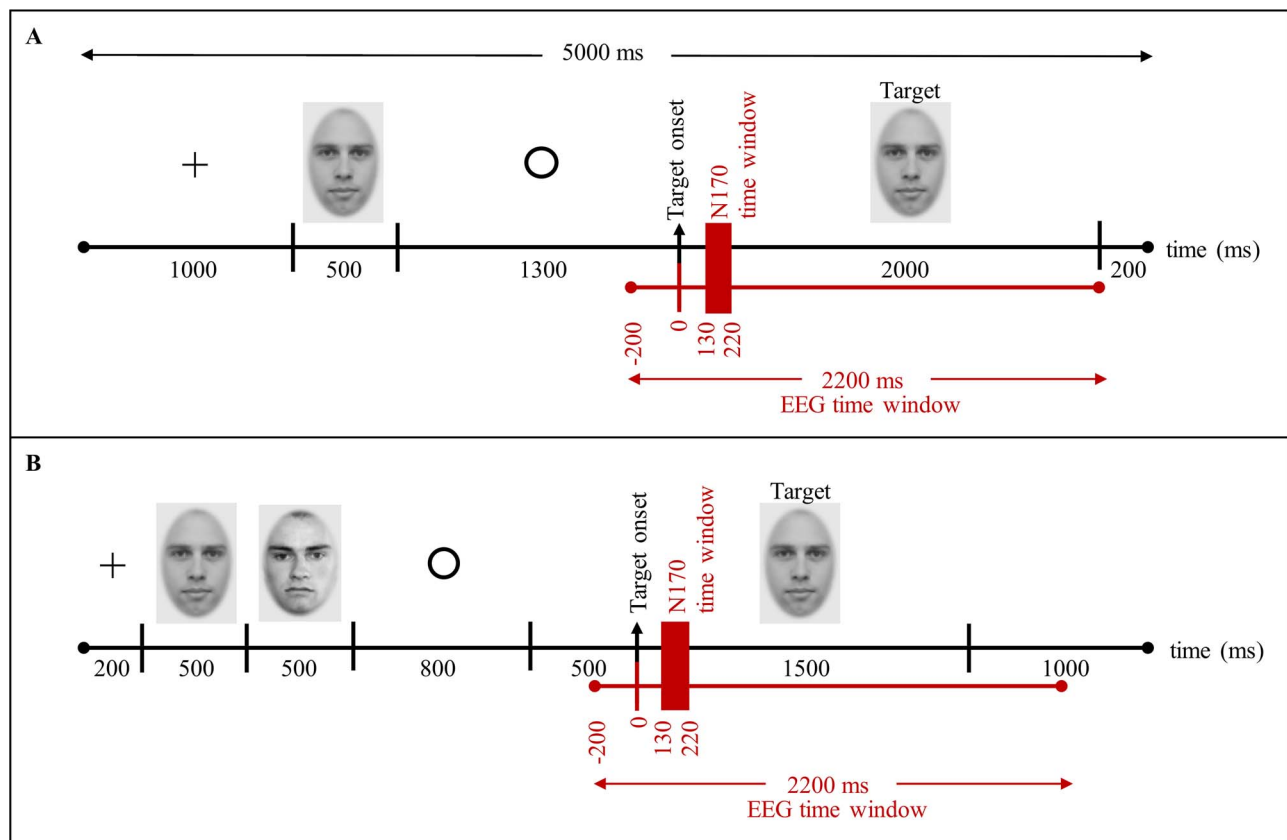 A
5000 ms
Target
Target onset
N170
time window
time (ms)
1000
500
1300
2000
200
-200
0
130
220
2200 ms
EEG time window
B
Target
Target onset
N170
time window
time (ms)
200
500
500
800
500
1500
1000
-200
0
130
220
2200 ms
EEG time window